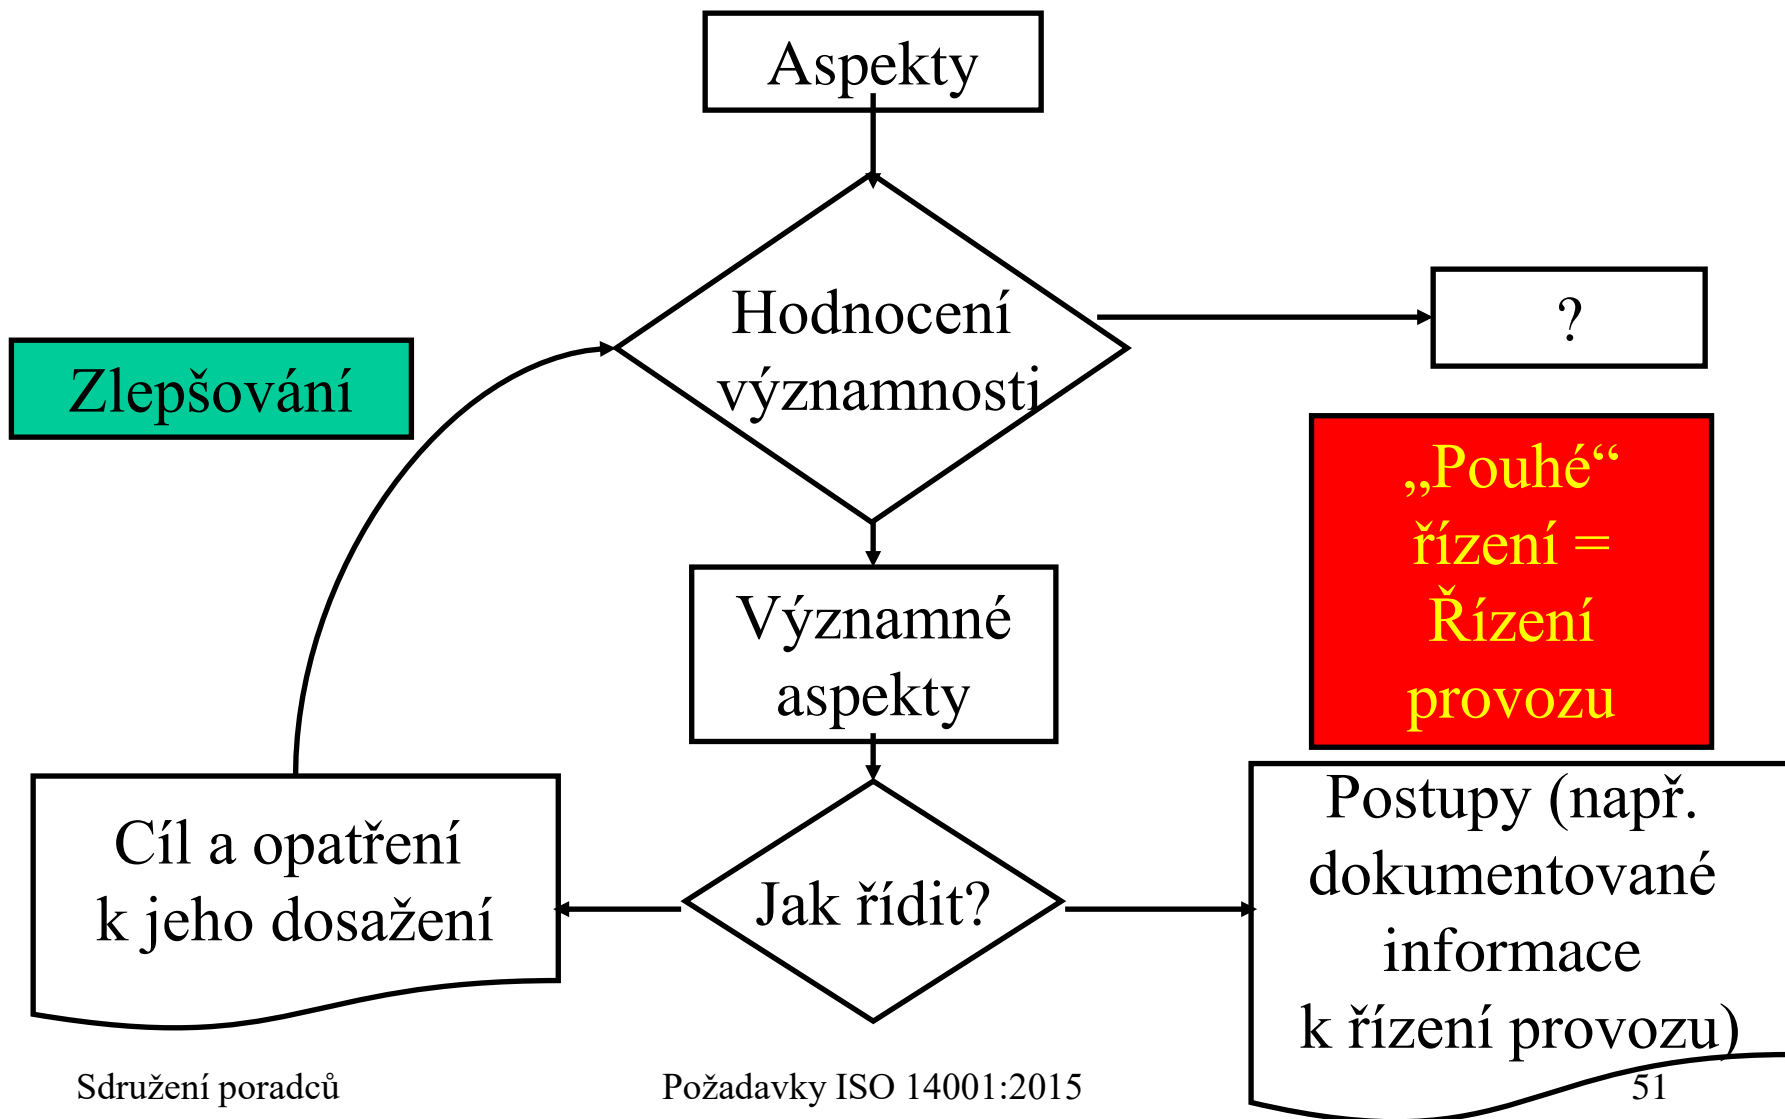 Aspekty
Hodnocení
významnosti
?
Zlepšování
„Pouhé“
řízení =
Řízení
provozu
Významné
aspekty
Cíl a opatření
k jeho dosažení
Jak řídit?
Postupy (např.
dokumentované
informace
k řízení provozu)
Sdružení poradců
Požadavky ISO 14001:2015
51